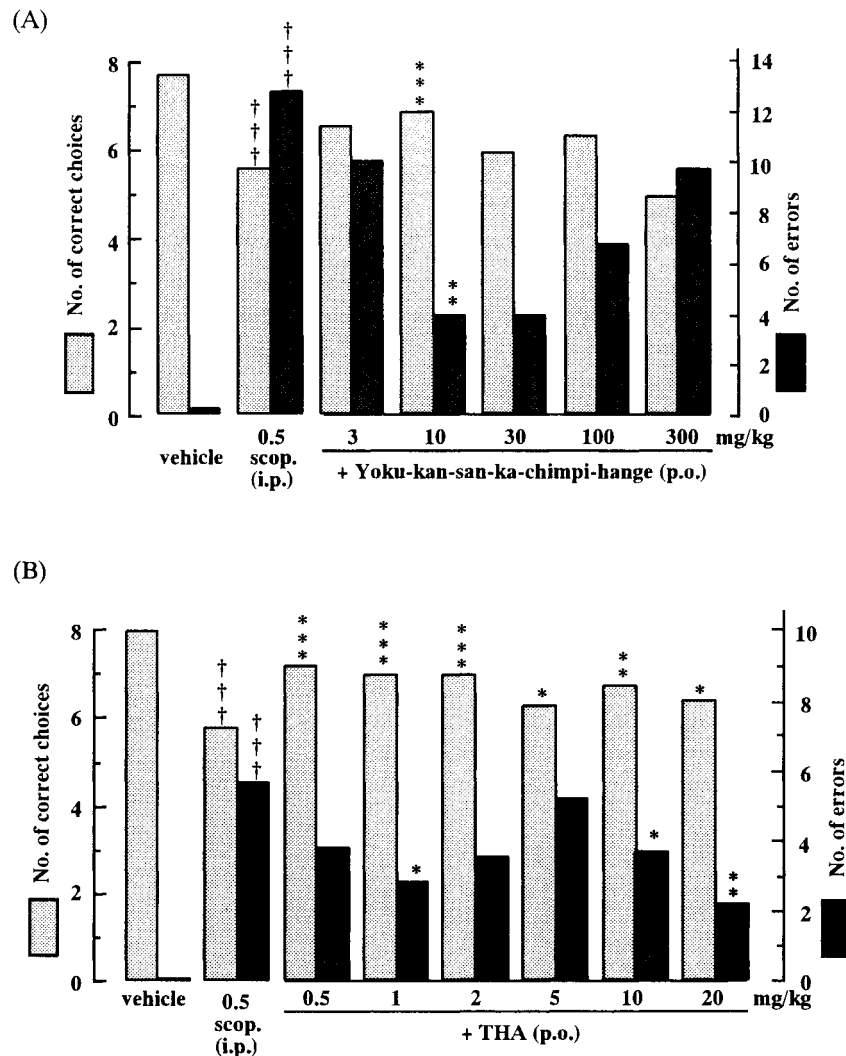 (A)
No. of correct choices
8
6
4
2
0
†††
†††
***
**
14
12
10
8
6
4
2
0
No. of errors
vehicle
0.5
scop.
(i.p.)
3 10 30 100 300 mg/kg
+ Yoku-kan-san-ka-chimpi-hange (p.o.)
(B)
No. of correct choices
8
6
4
2
0
†††
†††
***
***
*
***
*
**
*
*
**
10
8
6
4
2
0
No. of errors
vehicle
0.5
scop.
(i.p.)
0.5 1 2 5 10 20 mg/kg
+ THA (p.o.)